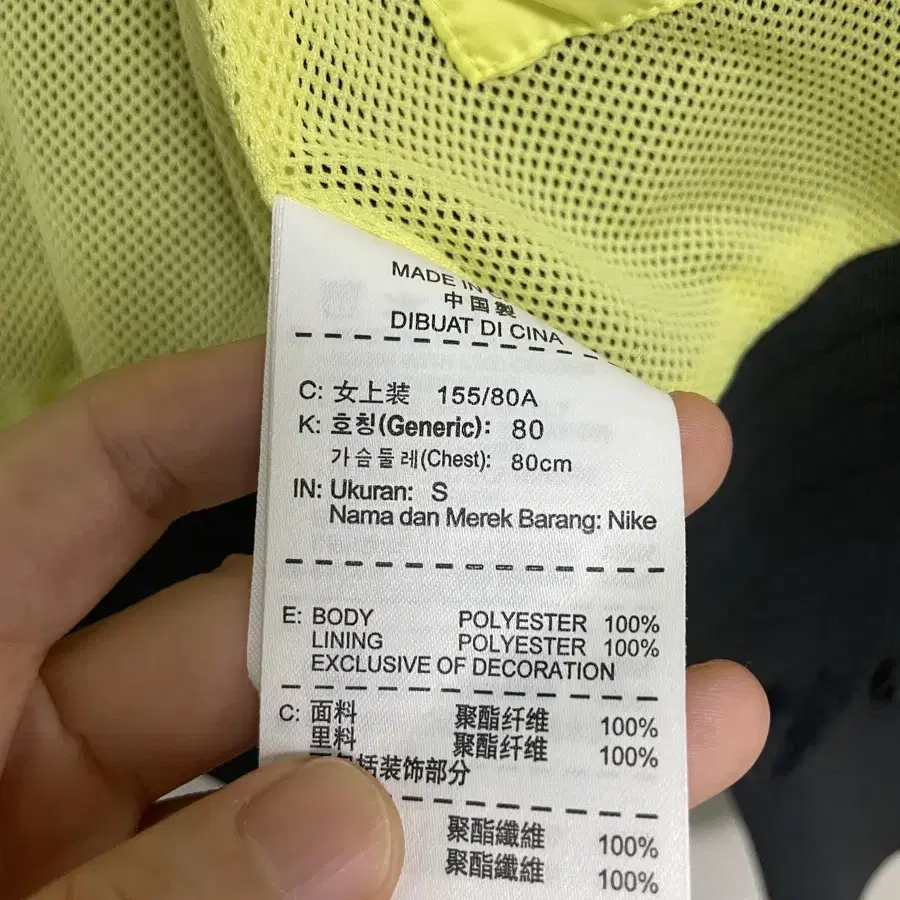 MADE IN
中国製
DIBUAT DI CINA
C: 女上装 155/80A
K: 호칭(Generic): 80
가슴둘레(Chest): 80cm
IN: Ukuran: S
Nama dan Merek Barang: Nike
E: BODY POLYESTER 100%
LINING POLYESTER 100%
EXCLUSIVE OF DECORATION
C: 面料 聚酯纤维 100%
里料 聚酯纤维 100%
括装饰部分
聚酯纖維 100%
聚酯纖維 100%